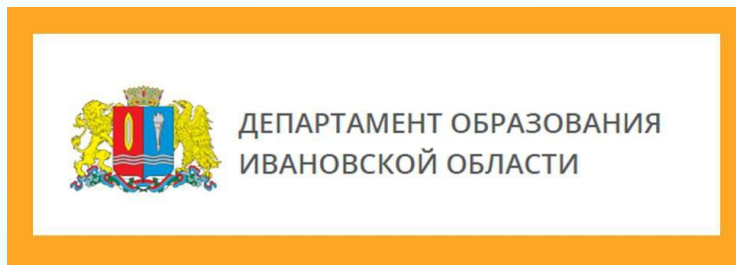 ДЕПАРТАМЕНТ ОБРАЗОВАНИЯ
ИВАНОВСКОЙ ОБЛАСТИ